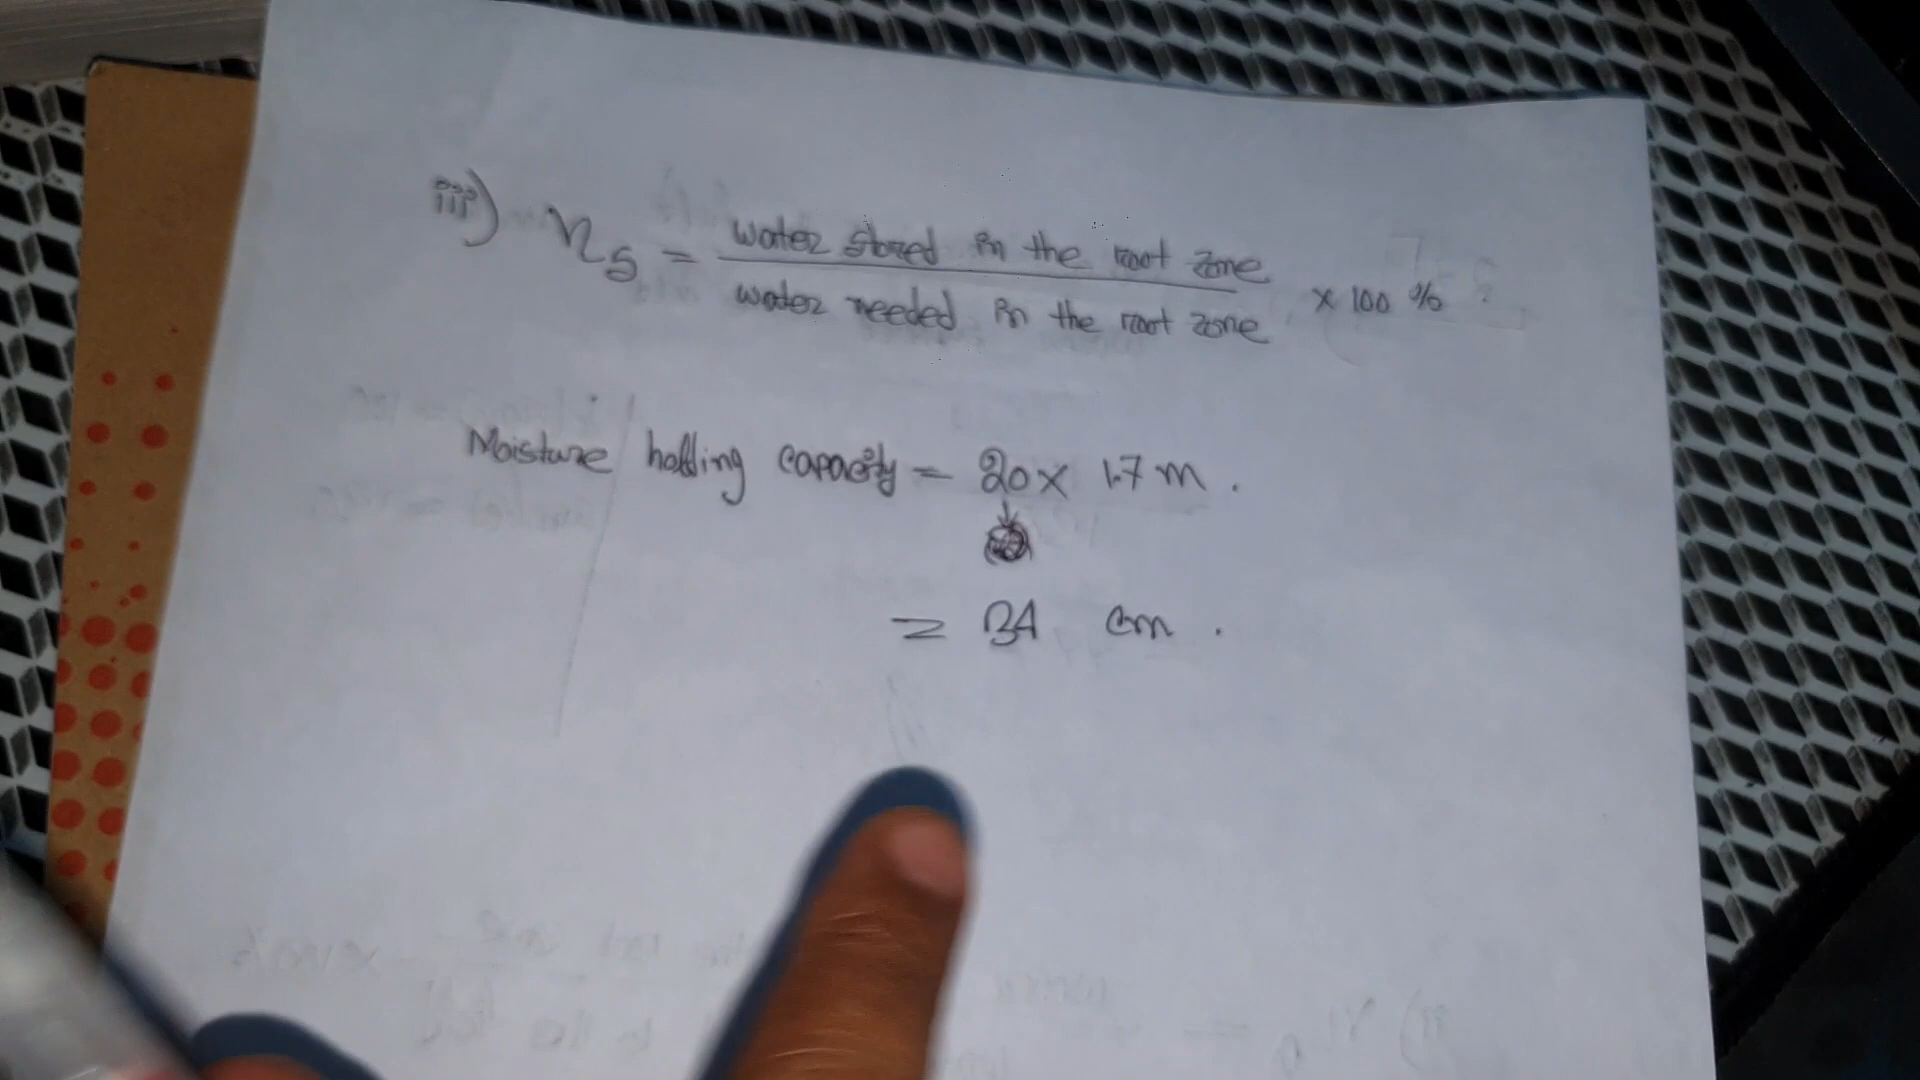 iii) ηs = water stored in the root zone / water needed in the root zone × 100 %
Moisture holding capacity = 20 × 1.7 m.
= 34 cm.